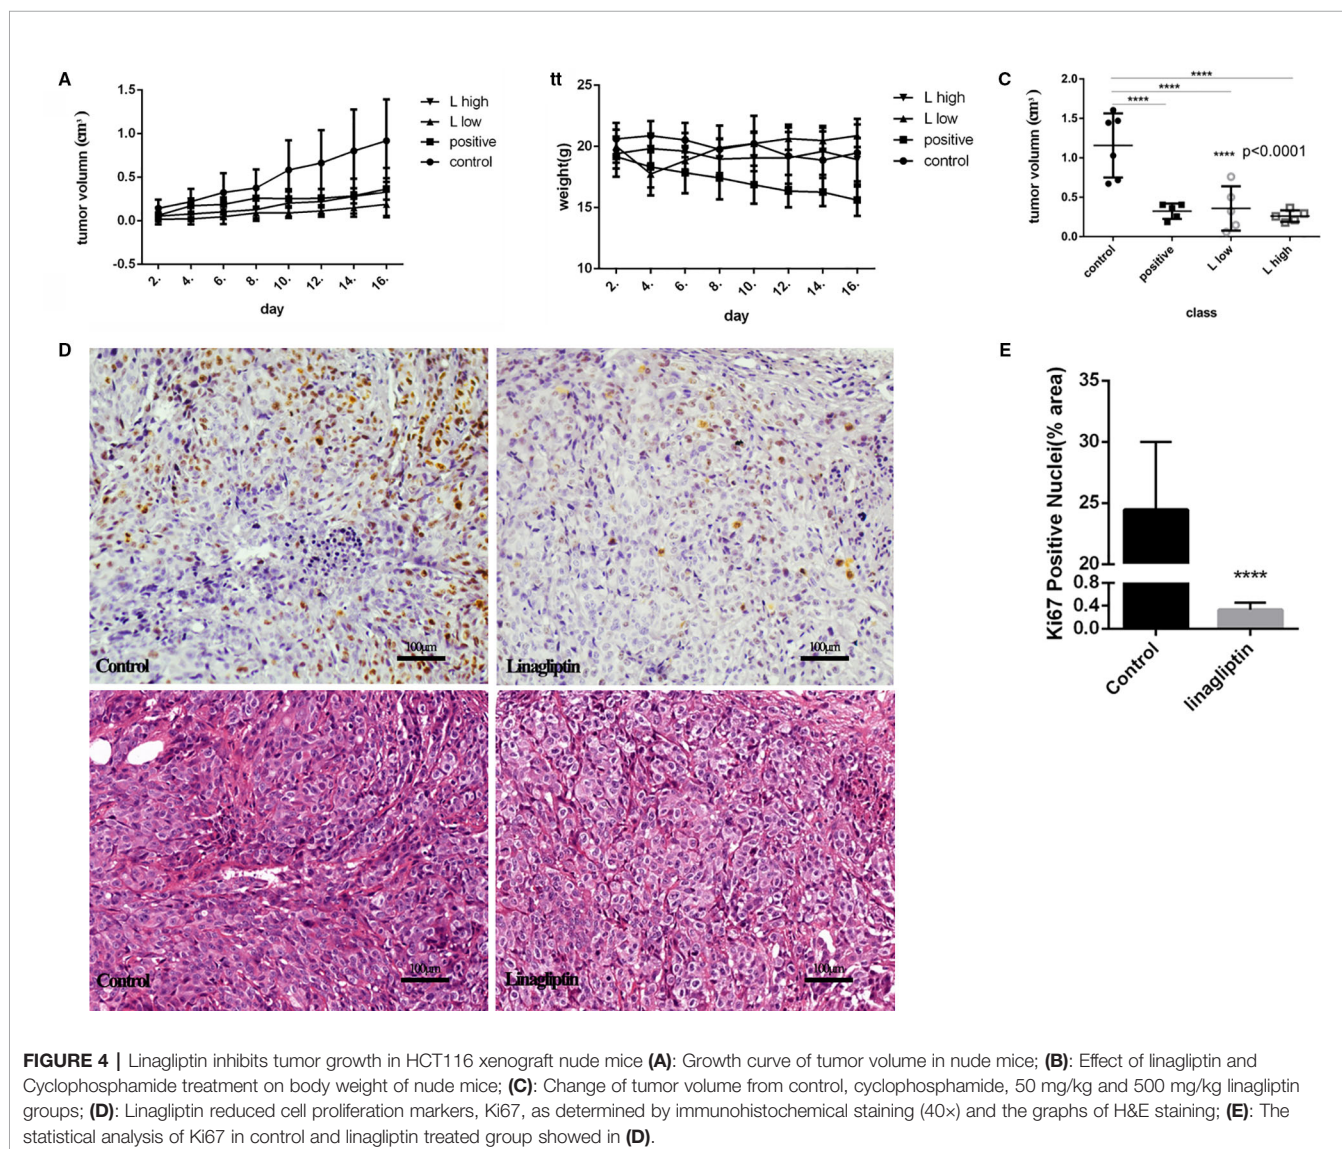 A
tumor volumn (cm³)
1.5
1.0
0.5
0.0
-0.5
2.
4.
6.
8.
10.
12.
14.
16.
day
L high
L low
positive
control
tt
weight(g)
25
20
15
10
2.
4.
6.
8.
10.
12.
14.
16.
day
L high
L low
positive
control
C
tumor volumn (cm³)
2.0
1.5
1.0
0.5
0.0
****
****
****
**** p<0.0001
control
positive
L low
L high
class
D
Control
100μm
Linagliptin
100μm
Control
100μm
Linagliptin
100μm
E
Ki67 Positive Nuclei(% area)
35
30
25
20
0.8
0.4
0.0
****
Control
linagliptin
FIGURE 4 | Linagliptin inhibits tumor growth in HCT116 xenograft nude mice (A): Growth curve of tumor volume in nude mice; (B): Effect of linagliptin and
Cyclophosphamide treatment on body weight of nude mice; (C): Change of tumor volume from control, cyclophosphamide, 50 mg/kg and 500 mg/kg linagliptin
groups; (D): Linagliptin reduced cell proliferation markers, Ki67, as determined by immunohistochemical staining (40×) and the graphs of H&E staining; (E): The
statistical analysis of Ki67 in control and linagliptin treated group showed in (D).